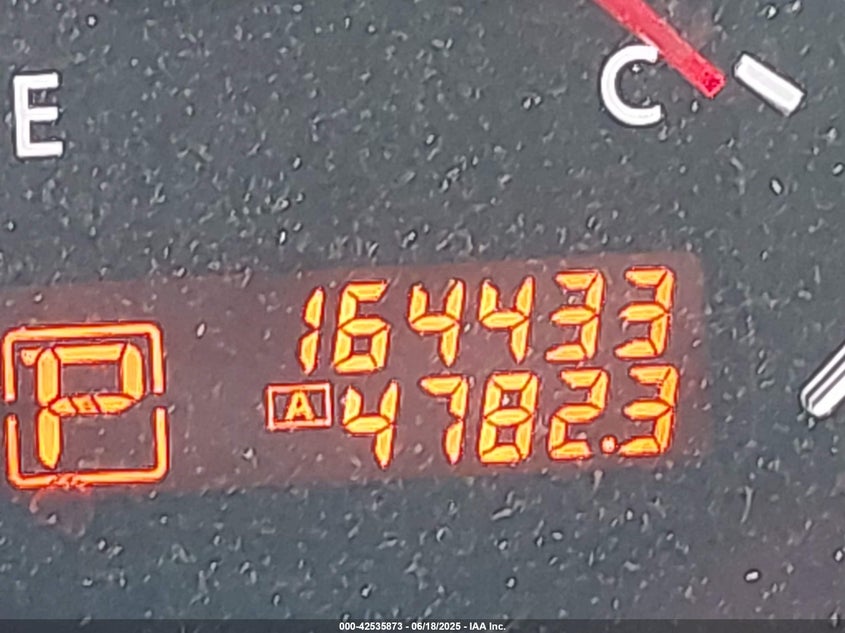 E
C
164433
P
A 4782.3
000-42535873 - 06/18/2025 - IAA Inc.